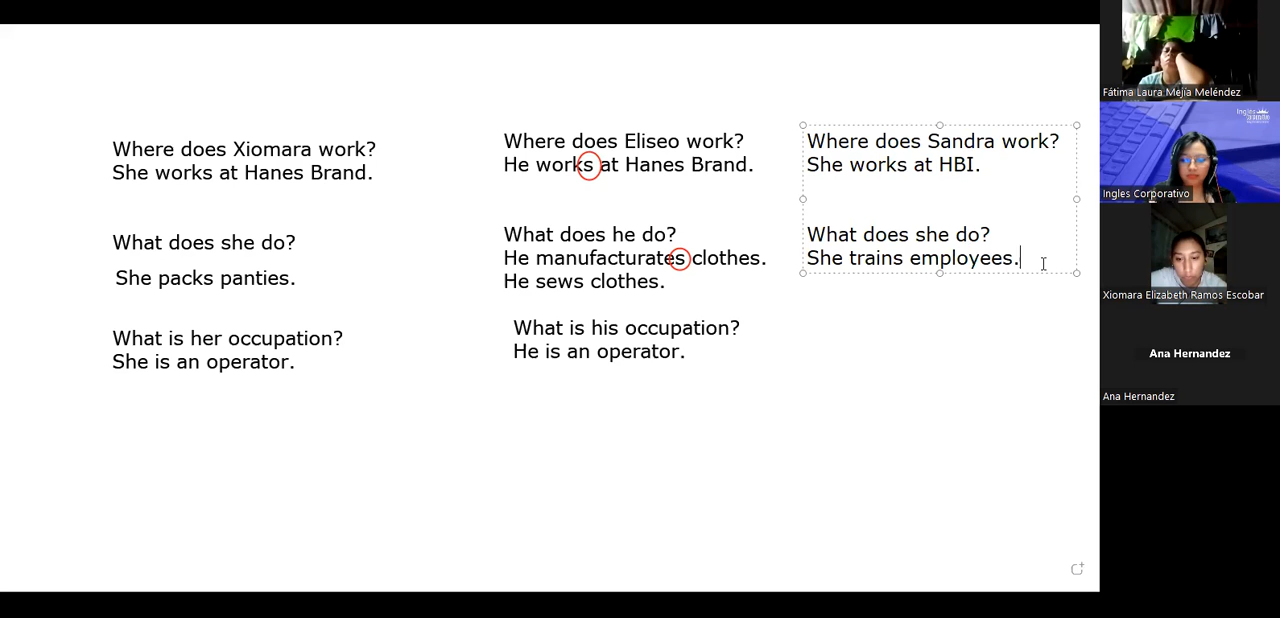 Where does Xiomara work?
She works at Hanes Brand.
What does she do?
She packs panties.
What is her occupation?
She is an operator.
Where does Eliseo work?
He works at Hanes Brand.
What does he do?
He manufacturates clothes.
He sews clothes.
What is his occupation?
He is an operator.
Where does Sandra work?
She works at HBI.
What does she do?
She trains employees.
Fátima Laura Mejía Meléndez
Ingles
Ingles Corporativo
Xiomara Elizabeth Ramos Escobar
Ana Hernandez
Ana Hernandez